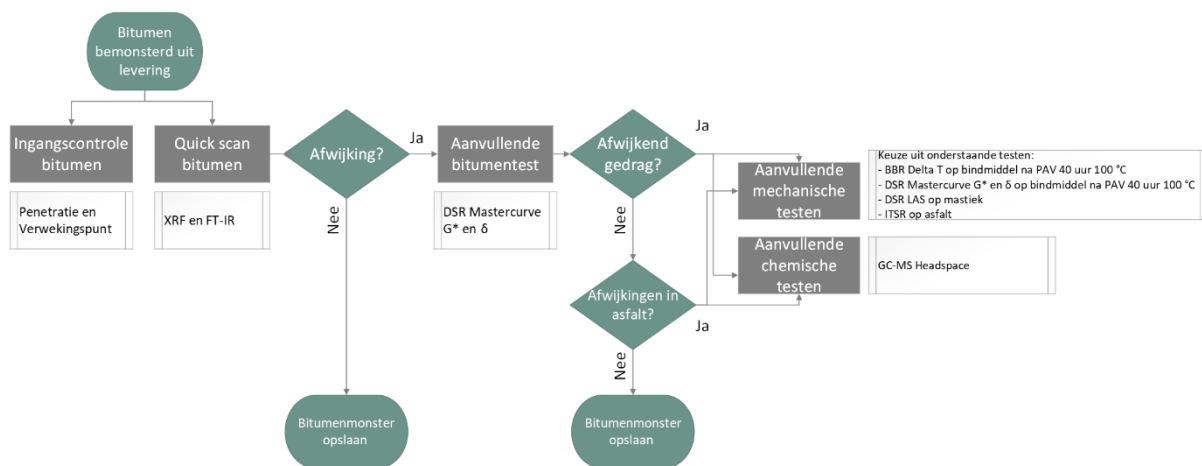 Bitumen
bemonsterd uit
levering
Ingangscontrole
bitumen
Penetratie en
Verwekingspunt
Quick scan
bitumen
XRF en FT-IR
Afwijking?
Ja
Nee
Bitumenmonster
opslaan
Aanvullende
bitumentest
DSR Mastercurve
G* en δ
Afwijkend
gedrag?
Ja
Nee
Afwijkingen in
asfalt?
Ja
Nee
Bitumenmonster
opslaan
Aanvullende
mechanische
testen
Keuze uit onderstaande testen:
- BBR Delta T op bindmiddel na PAV 40 uur 100 °C
- DSR Mastercurve G* en δ op bindmiddel na PAV 40 uur 100 °C
- DSR LAS op mastiek
- ITSR op asfalt
Aanvullende
chemische
testen
GC-MS Headspace